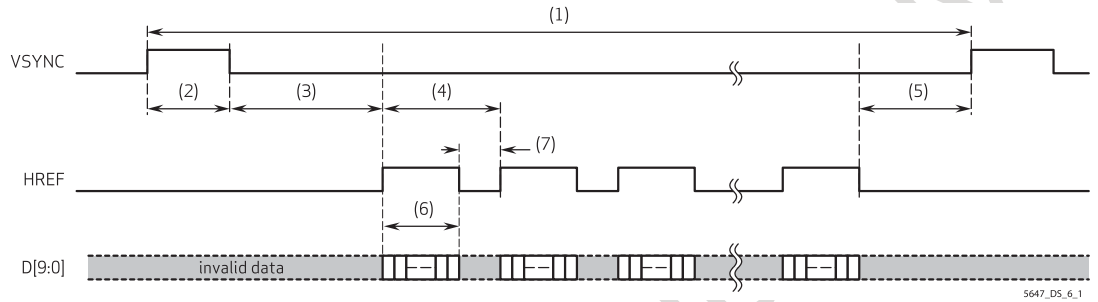 (1)
VSYNC
(2)
(3)
(4)
(5)
(7)
HREF
(6)
D[9:0]
invalid data
5647_DS_6_1